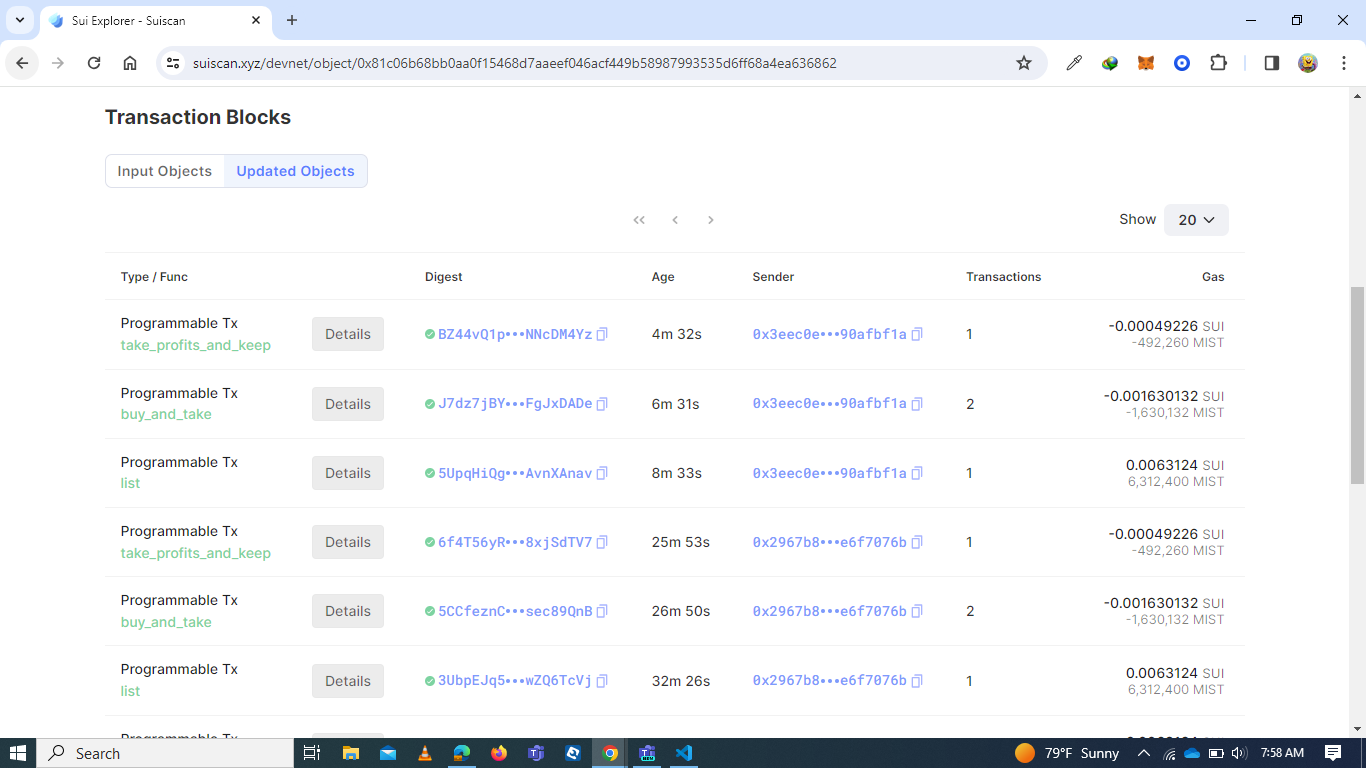 Sui Explorer - Suiscan
suiscan.xyz/devnet/object/0x81c06b68bb0aa0f15468d7aaeef046acf449b58987993535d6ff68a4ea636862
Transaction Blocks
Input Objects Updated Objects
Show 20
Type / Func Digest Age Sender Transactions Gas
Programmable Tx
take_profits_and_keep
Details BZ44vQ1p•••NNcDM4Yz 4m 32s 0x3eec0e•••90afbf1a 1
-0.00049226 SUI
-492,260 MIST
Programmable Tx
buy_and_take
Details J7dz7jBY•••FgJxDADe 6m 31s 0x3eec0e•••90afbf1a 2
-0.001630132 SUI
-1,630,132 MIST
Programmable Tx
list
Details 5UpqHiQg•••AvnXAnav 8m 33s 0x3eec0e•••90afbf1a 1
0.0063124 SUI
6,312,400 MIST
Programmable Tx
take_profits_and_keep
Details 6f4T56yR•••8xjSdTV7 25m 53s 0x2967b8•••e6f7076b 1
-0.00049226 SUI
-492,260 MIST
Programmable Tx
buy_and_take
Details 5CCfeznC•••sec89QnB 26m 50s 0x2967b8•••e6f7076b 2
-0.001630132 SUI
-1,630,132 MIST
Programmable Tx
list
Details 3UbpEJq5•••wZQ6TcVj 32m 26s 0x2967b8•••e6f7076b 1
0.0063124 SUI
6,312,400 MIST
Programmable Tx
Search 79°F Sunny 7:58 AM